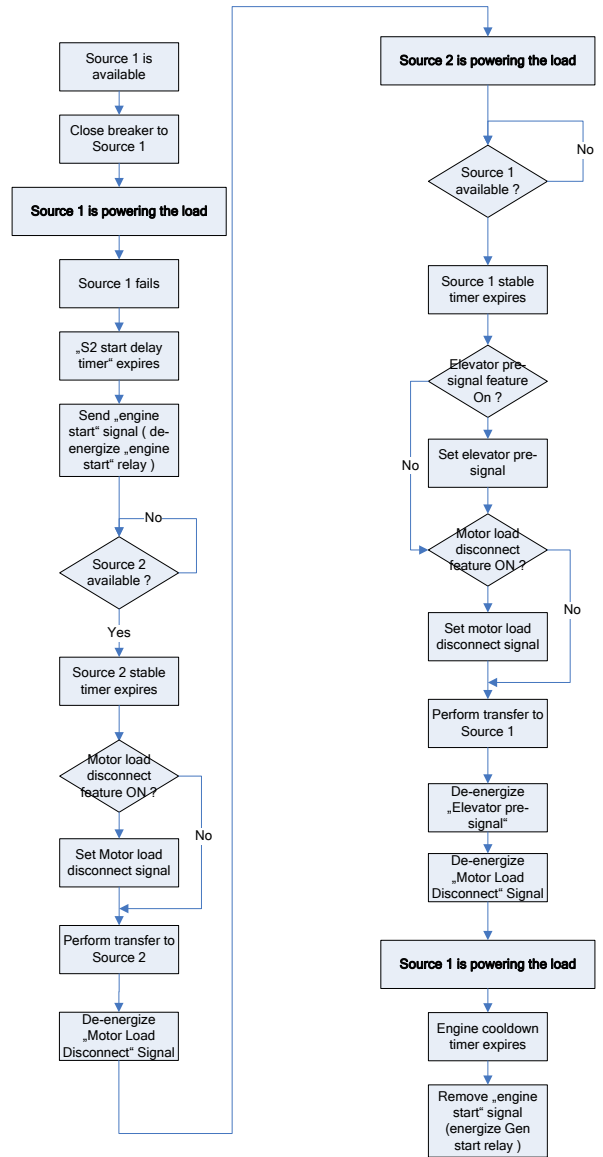 Source 1 is
available
Close breaker to
Source 1
Source 1 is powering the load
Source 1 fails
„S2 start delay
timer“ expires
Send „engine
start“ signal ( de-
energize „engine
start“ relay )
No
Source 2
available ?
Yes
Source 2 stable
timer expires
Motor load
disconnect
feature ON ?
No
Set Motor load
disconnect signal
Perform transfer to
Source 2
De-energize
„Motor Load
Disconnect“ Signal
Source 2 is powering the load
No
Source 1
available ?
Source 1 stable
timer expires
Elevator pre-
signal feature
On ?
No
Set elevator pre-
signal
Motor load
disconnect
feature ON ?
No
Set motor load
disconnect signal
Perform transfer to
Source 1
De-energize
„Elevator pre-
signal“
De-energize
„Motor Load
Disconnect“ Signal
Source 1 is powering the load
Engine cooldown
timer expires
Remove „engine
start“ signal
(energize Gen
start relay )